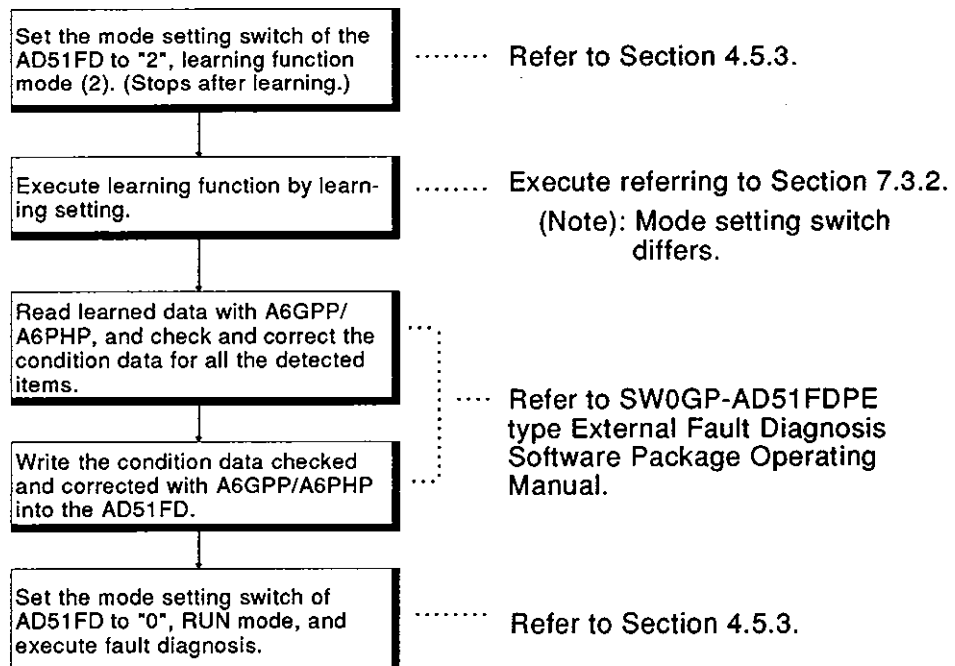 Set the mode setting switch of the
AD51FD to "2", learning function
mode (2). (Stops after learning.)
········ Refer to Section 4.5.3.
Execute learning function by learn-
ing setting.
········ Execute referring to Section 7.3.2.
(Note): Mode setting switch
differs.
Read learned data with A6GPP/
A6PHP, and check and correct the
condition data for all the detected
items.
Write the condition data checked
and corrected with A6GPP/A6PHP
into the AD51FD.
···· Refer to SW0GP-AD51FDPE
type External Fault Diagnosis
Software Package Operating
Manual.
Set the mode setting switch of
AD51FD to "0", RUN mode, and
execute fault diagnosis.
········ Refer to Section 4.5.3.